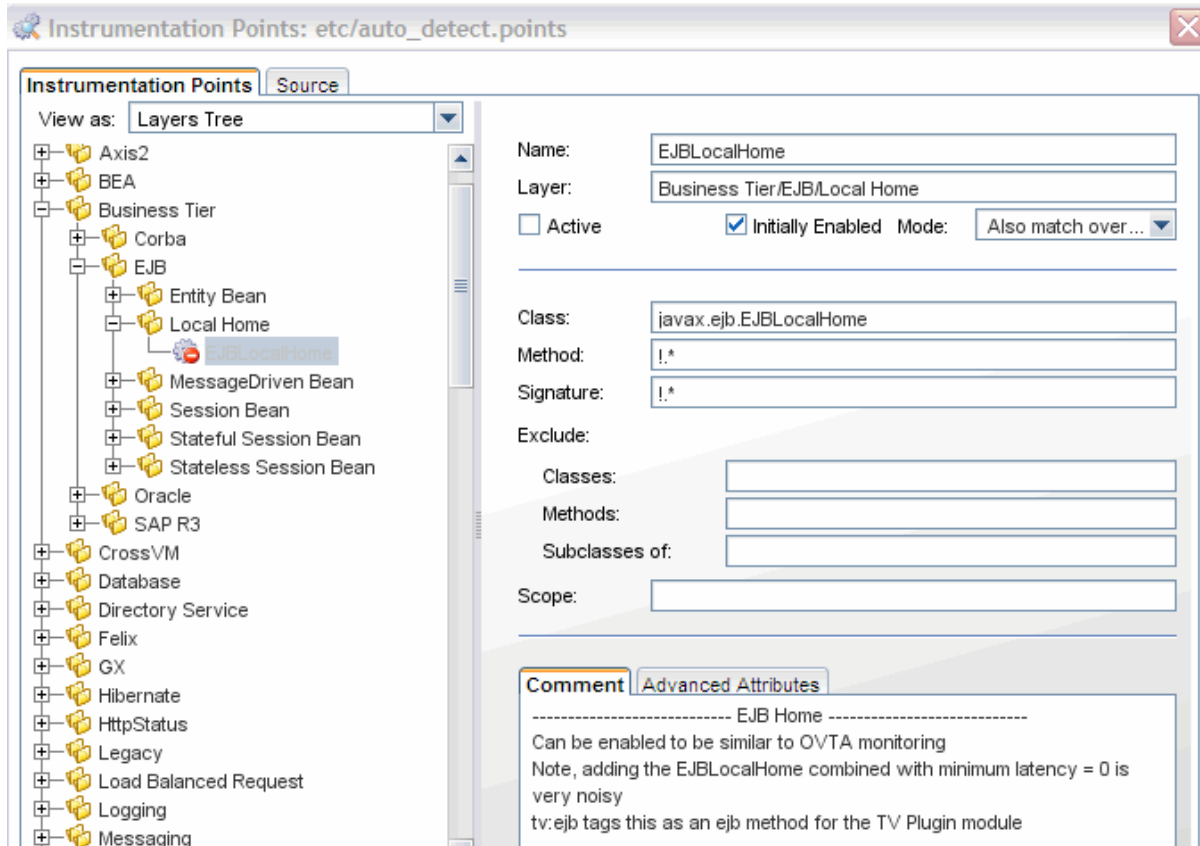 Instrumentation Points: etc/auto_detect.points
Instrumentation Points
Source
View as:
Layers Tree
Axis2
BEA
Business Tier
Corba
EJB
Entity Bean
Local Home
EJBLocalHome
MessageDriven Bean
Session Bean
Stateful Session Bean
Stateless Session Bean
Oracle
SAP R3
CrossVM
Database
Directory Service
Felix
GX
Hibernate
HttpStatus
Legacy
Load Balanced Request
Logging
Messaging
Name: EJBLocalHome
Layer: Business Tier/EJB/Local Home
Active Initially Enabled Mode: Also match over...
Class: javax.ejb.EJBLocalHome
Method: !.*
Signature: !.*
Exclude:
Classes:
Methods:
Subclasses of:
Scope:
Comment
Advanced Attributes
---------------------------- EJB Home ----------------------------
Can be enabled to be similar to OVTA monitoring
Note, adding the EJBLocalHome combined with minimum latency = 0 is
very noisy
tv:ejb tags this as an ejb method for the TV Plugin module